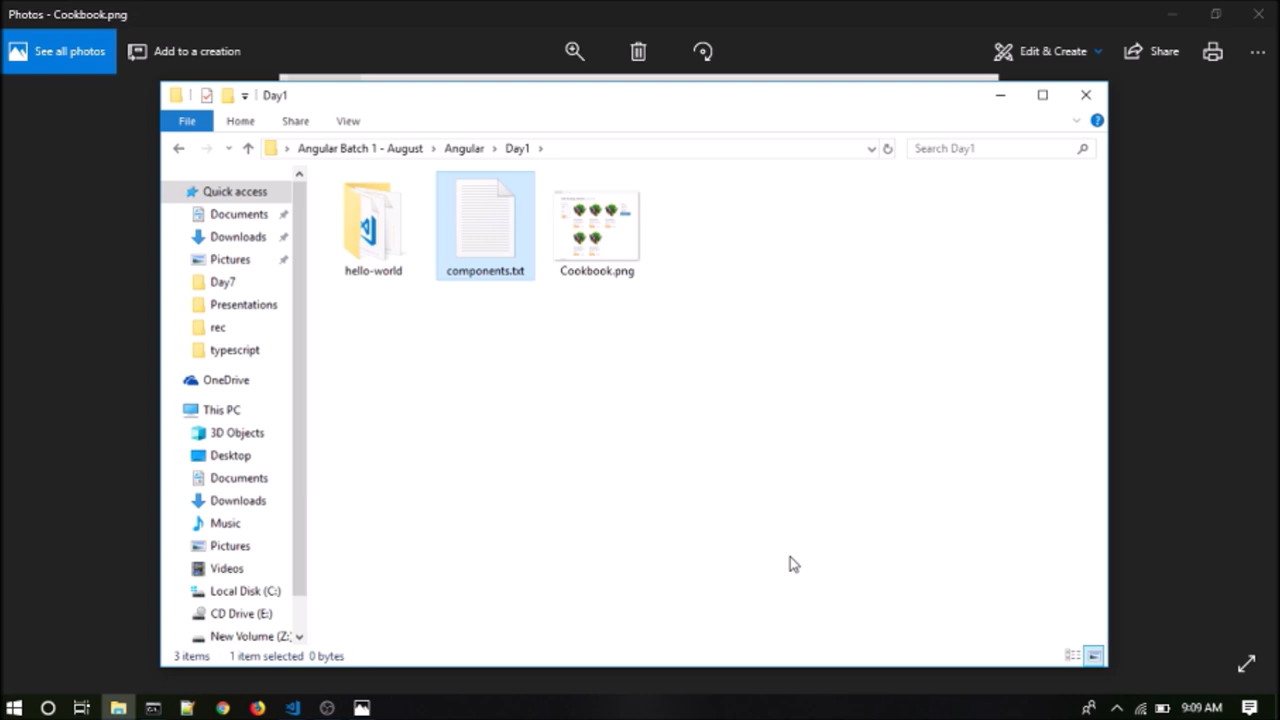 Photos - Cookbook.png
See all photos
Add to a creation
Edit & Create
Share
Day1
File
Home
Share
View
Angular Batch 1 - August
Angular
Day1
Search Day1
Quick access
Documents
Downloads
Pictures
Day7
Presentations
rec
typescript
OneDrive
This PC
3D Objects
Desktop
Documents
Downloads
Music
Pictures
Videos
Local Disk (C:)
CD Drive (E:)
New Volume (Z:)
hello-world
components.txt
Cookbook.png
3 items
1 item selected 0 bytes
9:09 AM